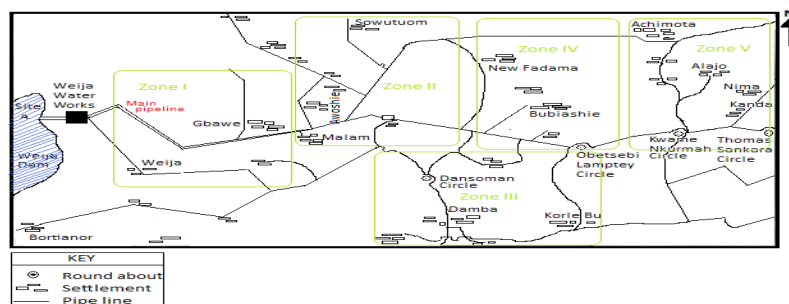 N
Sowutuom
Achimota
Zone IV
Zone V
Weija
Water
Works
Zone I
Zone II
New Fadama
Alajo
Nima
Kanda
Site
A
Main
pipeline
Awoshie
Bubiashie
Gbawe
Malam
Weija
Dam
Weija
Obetsebi
Lamptey
Circle
Kwame
Nkurmah
Circle
Thomas
Sankara
Circle
Dansoman
Circle
Zone III
Damba
Korle Bu
Bortianor
KEY
Round about
Settlement
Pipe line